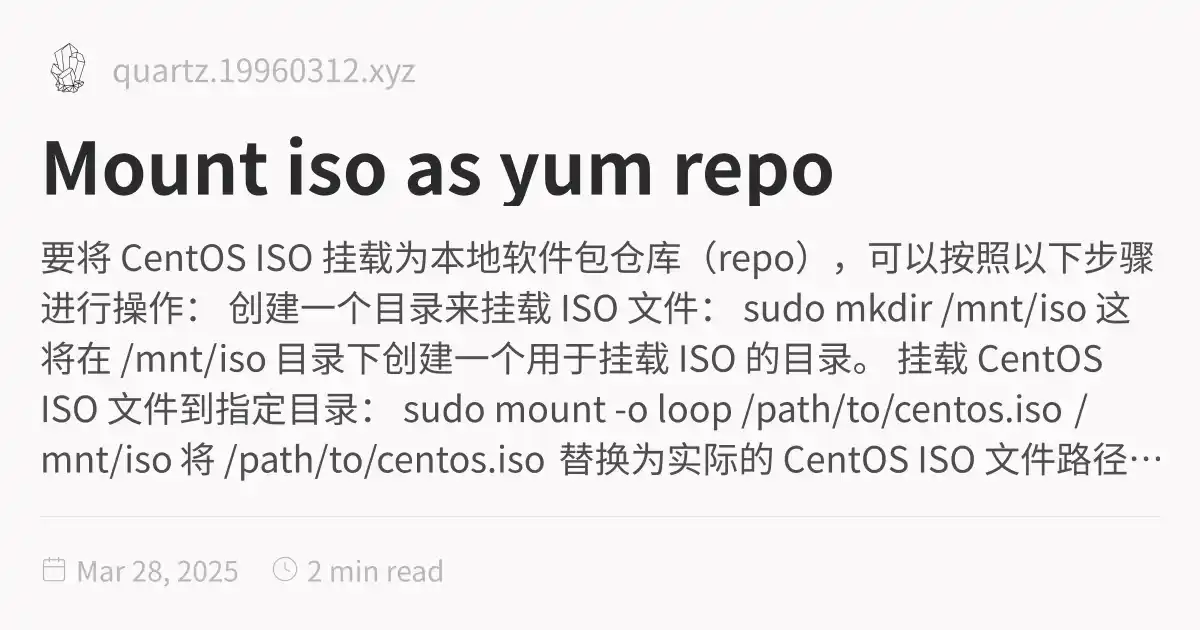 quartz.19960312.xyz
Mount iso as yum repo
要将 CentOS ISO 挂载为本地软件包仓库（repo），可以按照以下步骤
进行操作： 创建一个目录来挂载 ISO 文件： sudo mkdir /mnt/iso 这
将在 /mnt/iso 目录下创建一个用于挂载 ISO 的目录。 挂载 CentOS
ISO 文件到指定目录： sudo mount -o loop /path/to/centos.iso /
mnt/iso 将 /path/to/centos.iso 替换为实际的 CentOS ISO 文件路径…
Mar 28, 2025
2 min read